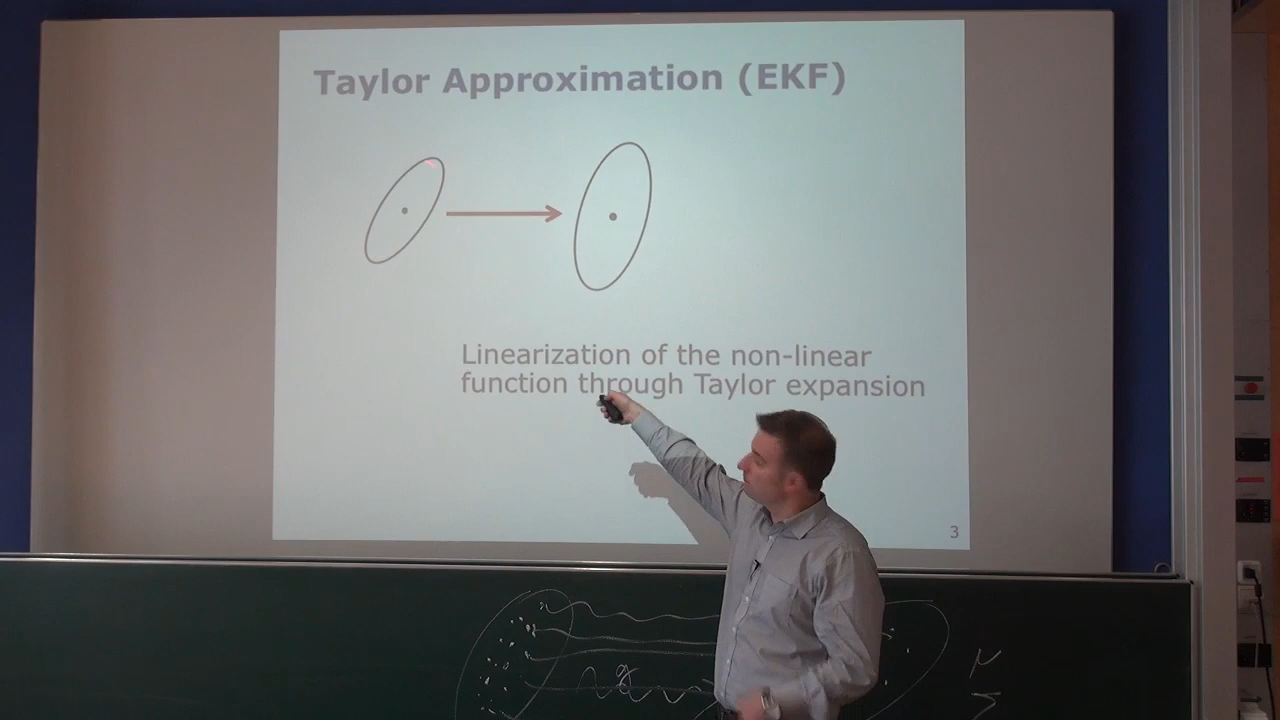 Taylor Approximation (EKF)
Linearization of the non-linear
function through Taylor expansion
3
μ